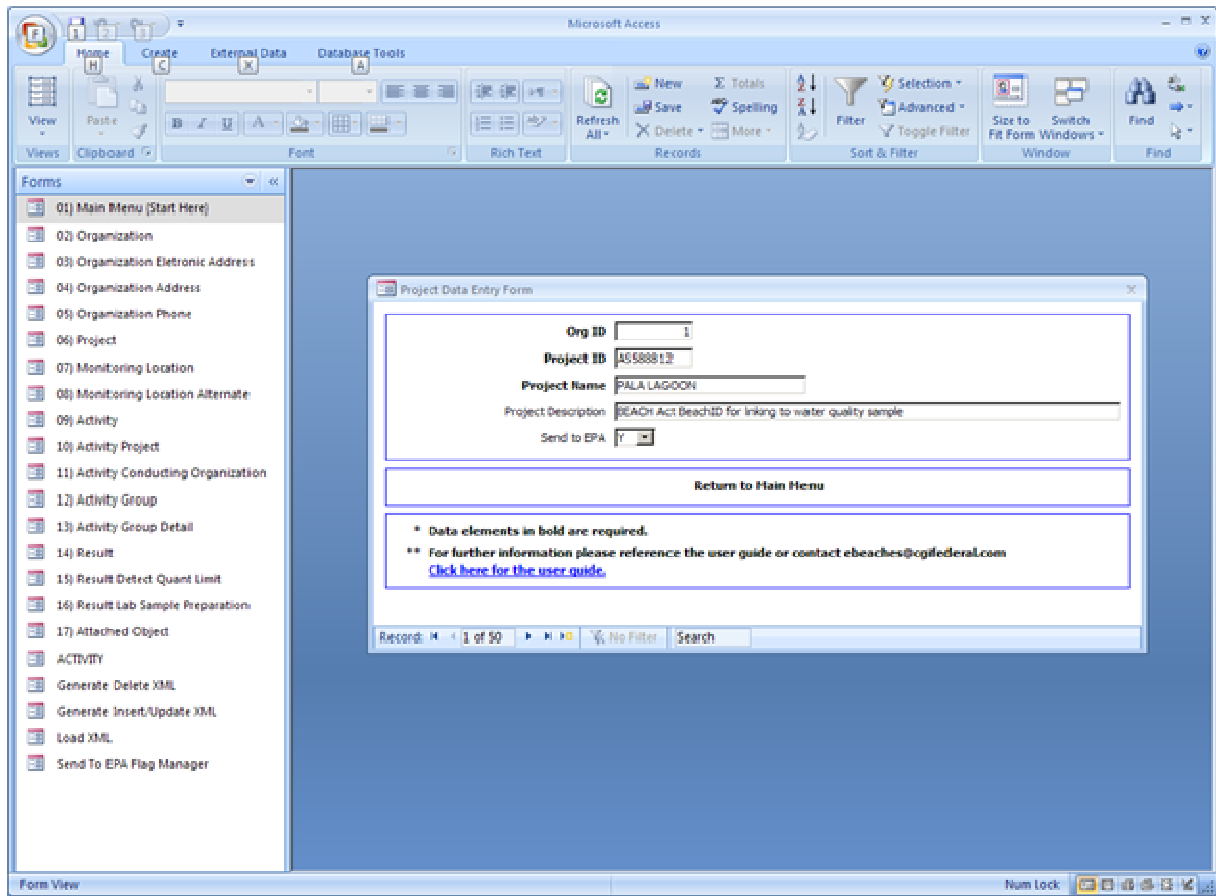 Microsoft Access
1 2 3
Home Create External Data Database Tools
H C X A
View
Paste
B I U A
Refresh
All
New
Save
Delete
Σ Totals
Spelling
More
Filter
Selection
Advanced
Toggle Filter
Size to
Fit Form
Switch
Windows
Find
Views Clipboard Font Rich Text Records Sort & Filter Window Find
Forms
01) Main Menu (Start Here)
02) Organization
03) Organization Eletronic Address
04) Organization Address
05) Organization Phone
06) Project
07) Monitoring Location
08) Monitoring Location Alternate
09) Activity
10) Activity Project
11) Activity Conducting Organization
12) Activity Group
13) Activity Group Detail
14) Result
15) Result Detect Quant Limit
16) Result Lab Sample Preparation
17) Attached Object
ACTIVITY
Generate Delete XML
Generate Insert/Update XML
Load XML
Send To EPA Flag Manager
Project Data Entry Form
Org ID 1
Project ID
Project Name PALA LAGOON
Project Description BEACH Act BeachID for linking to water quality sample
Send to EPA Y
Return to Main Menu
* Data elements in bold are required.
** For further information please reference the user guide or contact ebeaches@cgifederal.com
Click here for the user guide.
Record: 1 of 50 No Filter Search
Form View Num Lock